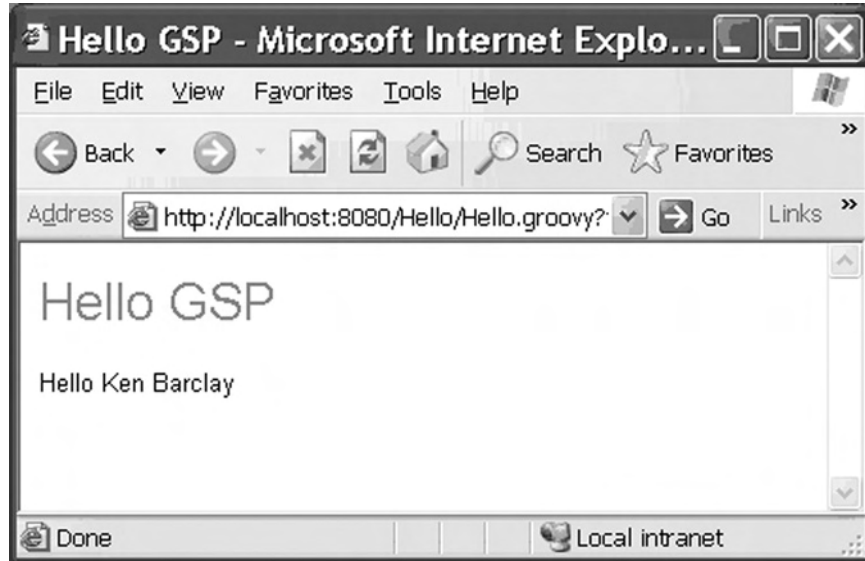 Hello GSP - Microsoft Internet Explo...
File Edit View Favorites Tools Help
Back Search Favorites »
Address http://localhost:8080/Hello/Hello.groovy? Go Links »
Hello GSP
Hello Ken Barclay
Done Local intranet